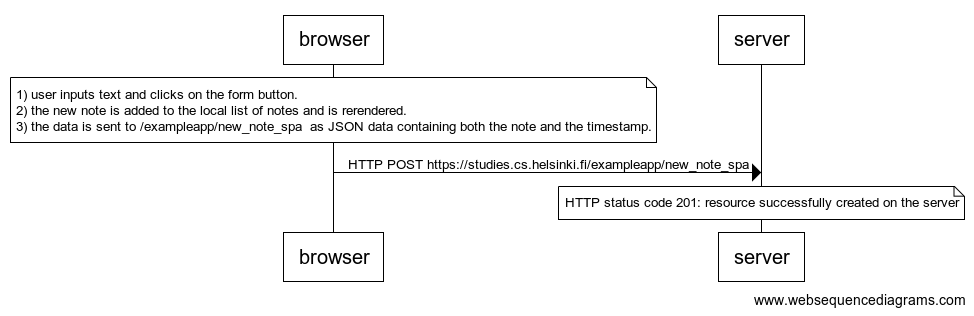 browser
server
1) user inputs text and clicks on the form button.
2) the new note is added to the local list of notes and is rerendered.
3) the data is sent to /exampleapp/new_note_spa  as JSON data containing both the note and the timestamp.
HTTP POST https://studies.cs.helsinki.fi/exampleapp/new_note_spa
HTTP status code 201: resource successfully created on the server
browser
server
www.websequencediagrams.com